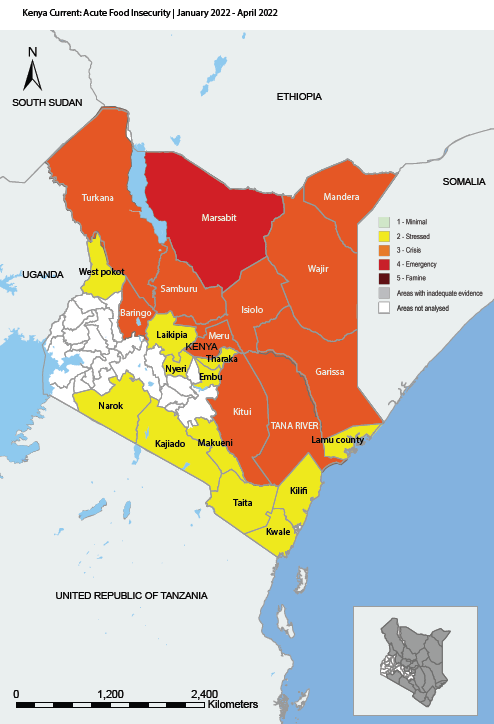 Kenya Current: Acute Food Insecurity | January 2022 - April 2022
N
SOUTH SUDAN
ETHIOPIA
SOMALIA
UGANDA
Turkana
Marsabit
Mandera
1 - Minimal
2 - Stressed
3 - Crisis
4 - Emergency
5 - Famine
Areas with inadequate evidence
Areas not analysed
West pokot
Wajir
Samburu
Baringo
Isiolo
Laikipia
Meru
KENYA
Tharaka
Nyeri
Embu
Garissa
Narok
Kitui
TANA RIVER
Kajiado
Makueni
Lamu county
Taita
Kilifi
Kwale
UNITED REPUBLIC OF TANZANIA
0
1,200
2,400
Kilometers